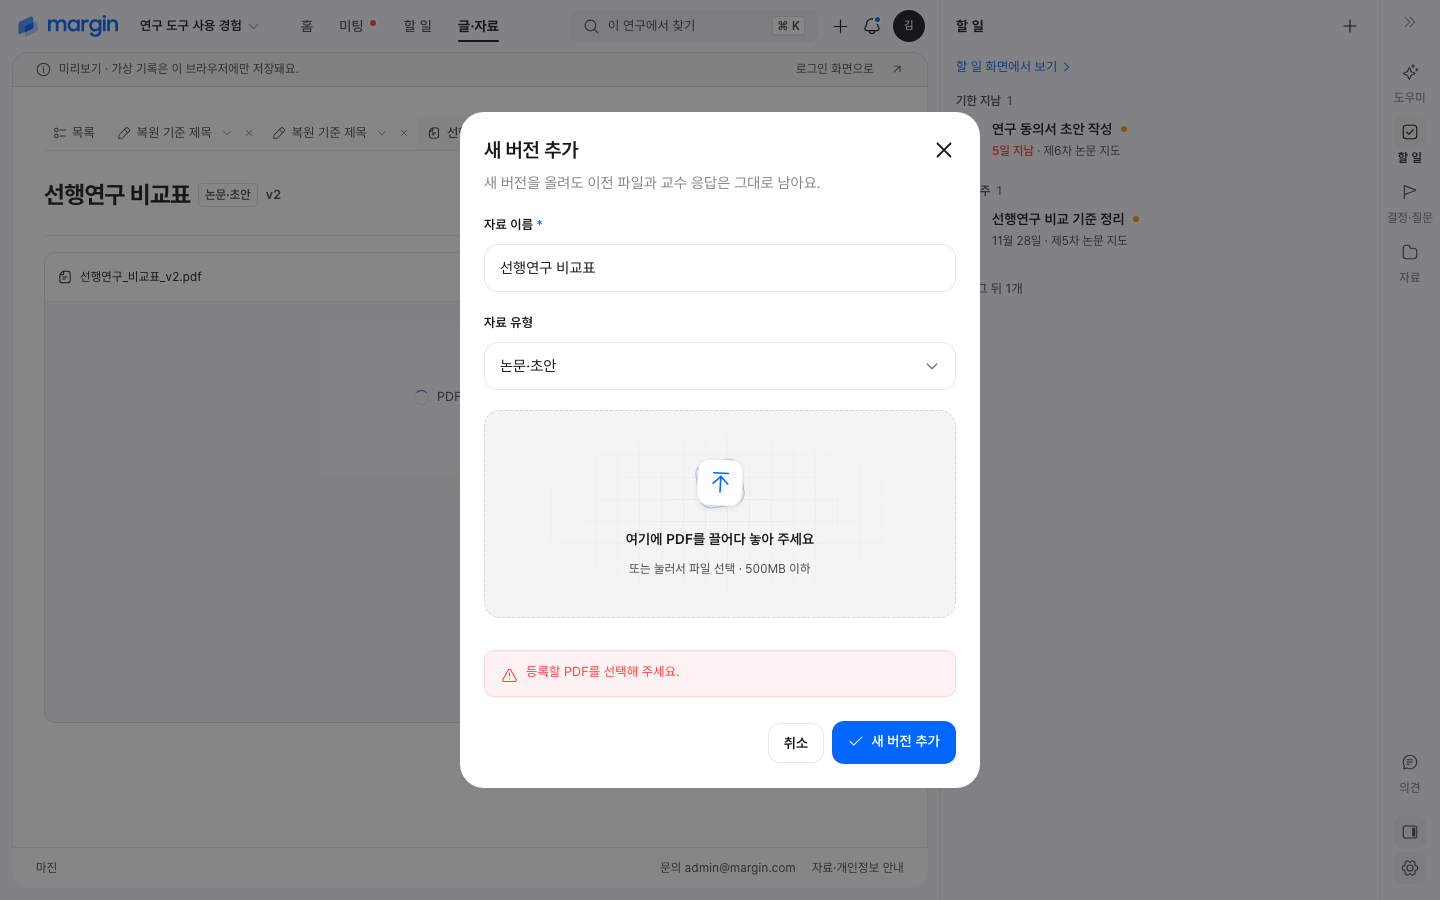 margin
연구 도구 사용 경험
홈
미팅
할 일
글·자료
이 연구에서 찾기
⌘ K
김
미리보기 · 가상 기록은 이 브라우저에만 저장돼요.
로그인 화면으로
목록
복원 기준 제목
복원 기준 제목
선행연구 비교표
논문·초안
v2
선행연구_비교표_v2.pdf
PDF
새 버전 추가
새 버전을 올려도 이전 파일과 교수 응답은 그대로 남아요.
자료 이름 *
선행연구 비교표
자료 유형
논문·초안
여기에 PDF를 끌어다 놓아 주세요
또는 눌러서 파일 선택 · 500MB 이하
등록할 PDF를 선택해 주세요.
취소
새 버전 추가
할 일
할 일 화면에서 보기
기한 지남 1
연구 동의서 초안 작성
5일 지남 · 제6차 논문 지도
주 1
선행연구 비교 기준 정리
11월 28일 · 제5차 논문 지도
그 뒤 1개
도우미
할 일
결정·질문
자료
의견
마진
문의 admin@margin.com
자료·개인정보 안내